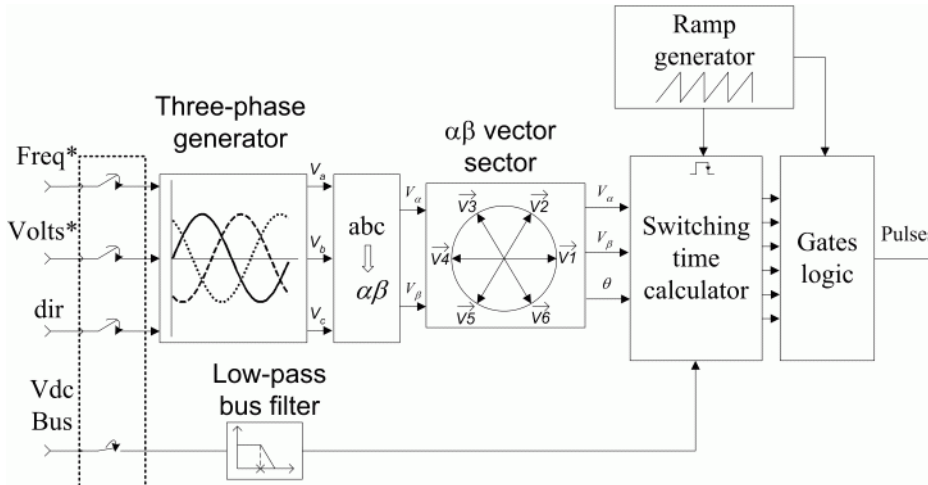 Ramp
generator
Three-phase
generator
αβ vector
sector
Freq*
Volts*
dir
Vdc
Bus
Va
Vb
Vc
abc
αβ
Vα
Vβ
V3
V2
V4
V1
V5
V6
Vα
Vβ
θ
Switching
time
calculator
Gates
logic
Pulses
Low-pass
bus filter